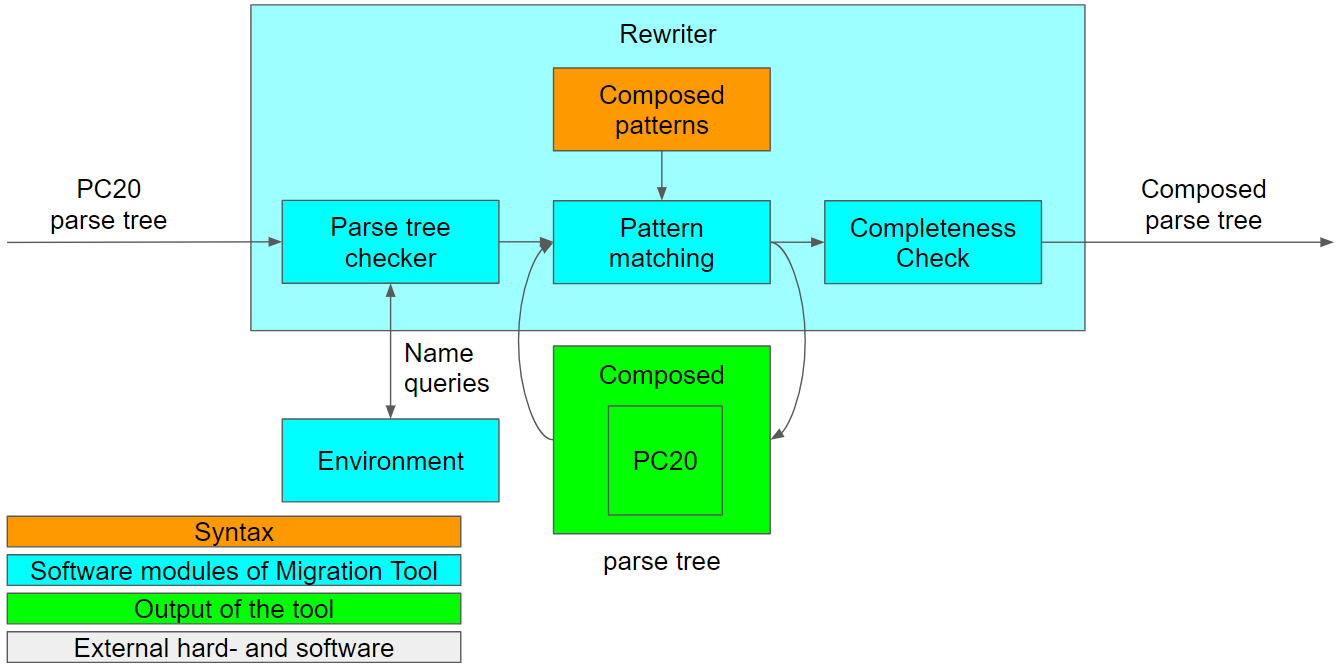 Rewriter
Composed
patterns
PC20
parse tree
Parse tree
checker
Pattern
matching
Completeness
Check
Composed
parse tree
Name
queries
Environment
Composed
PC20
parse tree
Syntax
Software modules of Migration Tool
Output of the tool
External hard- and software